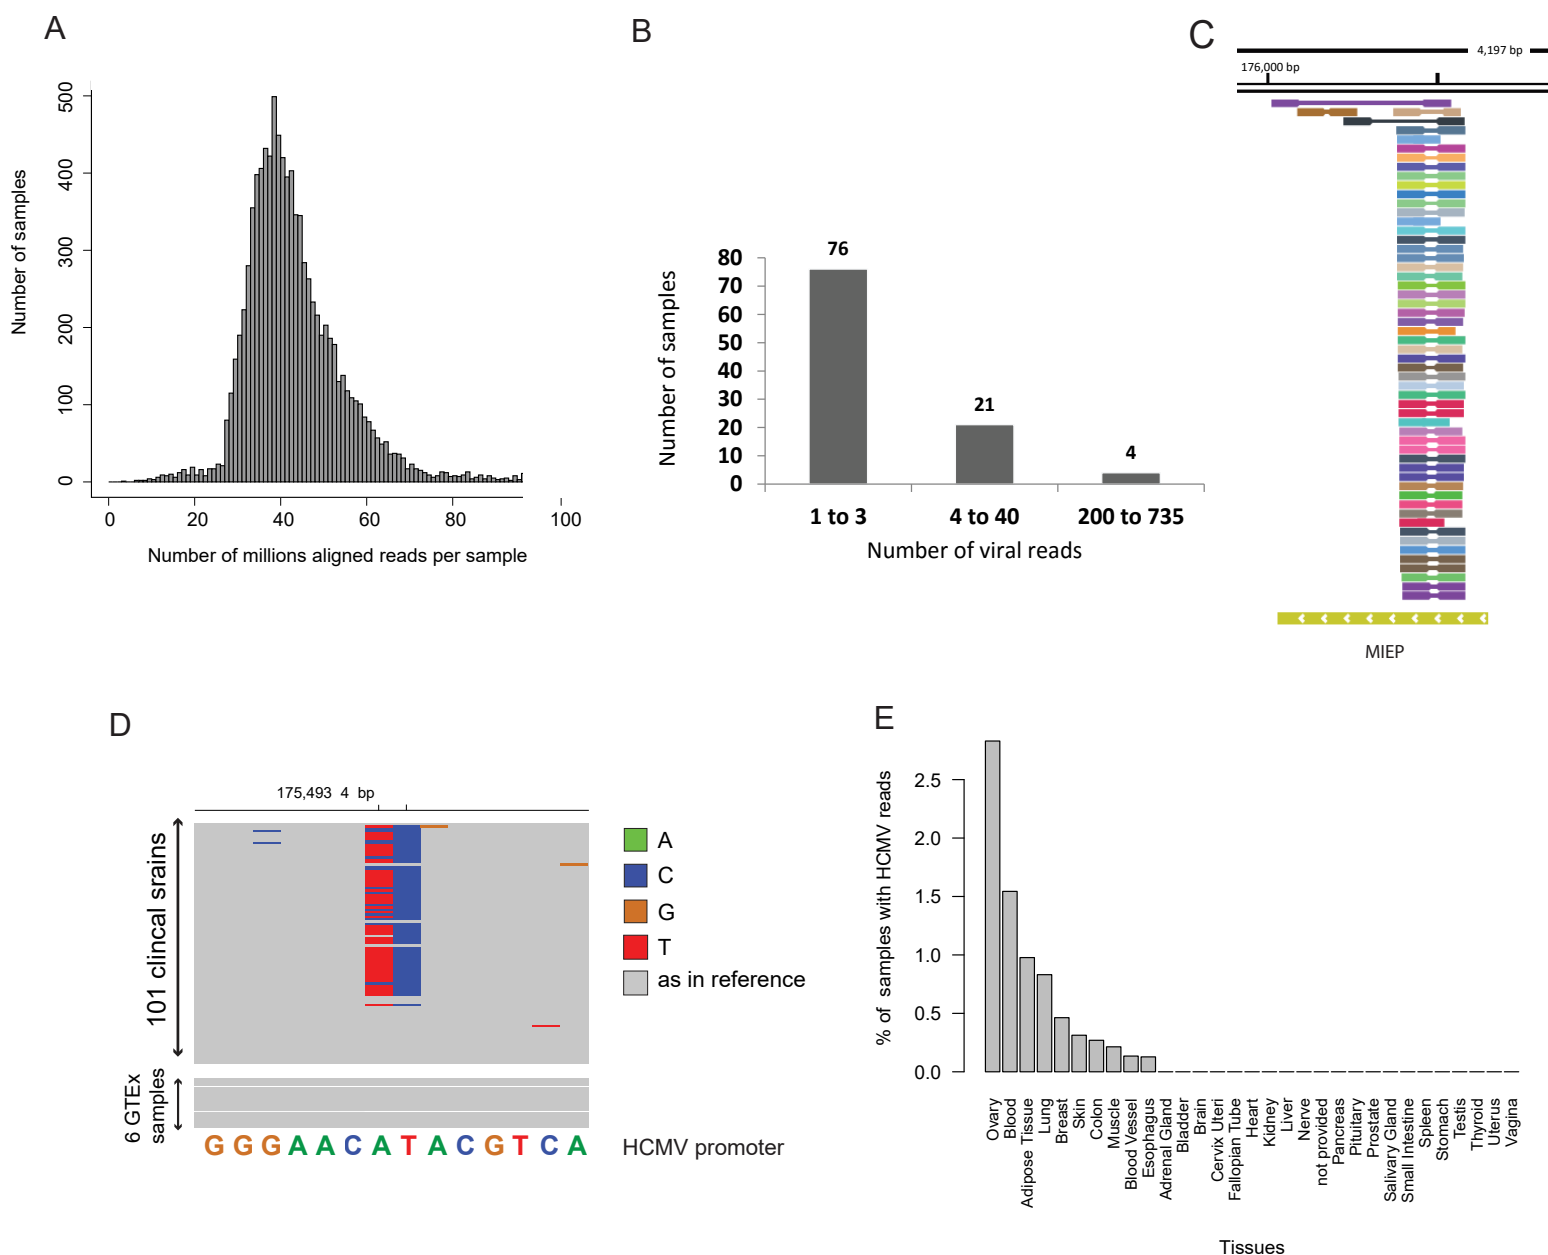 A
500
400
300
200
100
0
Number of samples
0 20 40 60 80 100
Number of millions aligned reads per sample
B
80
70
60
50
40
30
20
10
0
Number of samples
76
21
4
1 to 3 4 to 40 200 to 735
Number of viral reads
C
4,197 bp
176,000 bp
MIEP
D
175,493 4 bp
101 clincal srains
6 GTEx
samples
A
C
G
T
as in reference
G G G A A C A T A C G T C A
HCMV promoter
E
2.5
2.0
1.5
1.0
0.5
0.0
% of samples with HCMV reads
Ovary
Blood
Adipose Tissue
Lung
Breast
Skin
Colon
Muscle
Blood Vessel
Esophagus
Adrenal Gland
Bladder
Brain
Cervix Uteri
Fallopian Tube
Heart
Kidney
Liver
Nerve
not provided
Pancreas
Pituitary
Prostate
Salivary Gland
Small Intestine
Spleen
Stomach
Testis
Thyroid
Uterus
Vagina
Tissues